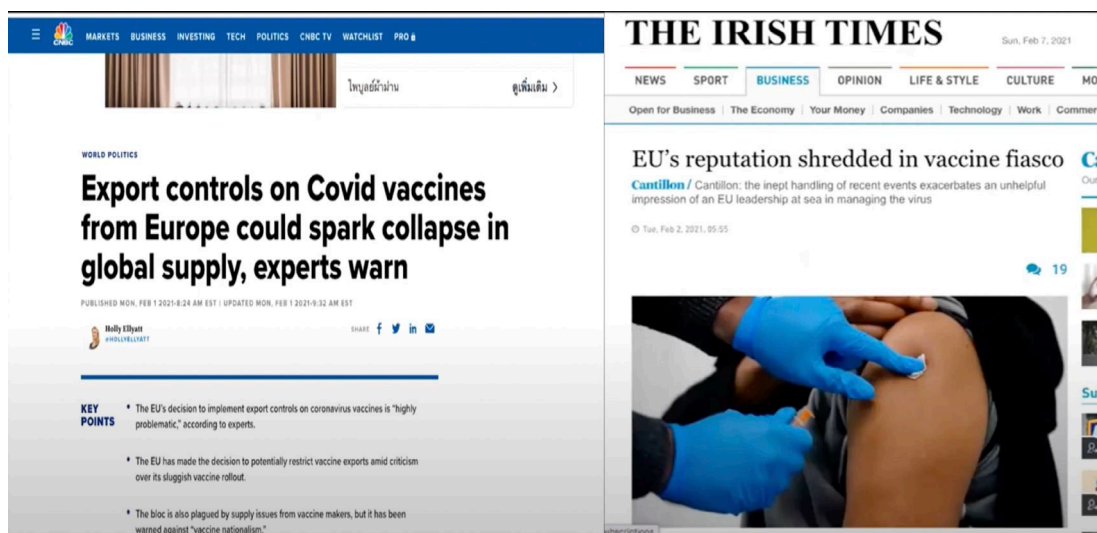 CNBC
MARKETS BUSINESS INVESTING TECH POLITICS CNBC TV WATCHLIST PRO
ไพบูลย์ผ้าม่าน
ดูเพิ่มเติม >
WORLD POLITICS
Export controls on Covid vaccines
from Europe could spark collapse in
global supply, experts warn
PUBLISHED MON, FEB 1 2021-8:24 AM EST | UPDATED MON, FEB 1 2021-9:32 AM EST
Holly Ellyatt
@HOLLYELLYATT
SHARE
KEY
POINTS
• The EU's decision to implement export controls on coronavirus vaccines is "highly
problematic," according to experts.
• The EU has made the decision to potentially restrict vaccine exports amid criticism
over its sluggish vaccine rollout.
• The bloc is also plagued by supply issues from vaccine makers, but it has been
warned against "vaccine nationalism."
THE IRISH TIMES
Sun, Feb 7, 2021
NEWS SPORT BUSINESS OPINION LIFE & STYLE CULTURE MO
Open for Business | The Economy | Your Money | Companies | Technology | Work | Commer
EU's reputation shredded in vaccine fiasco
Cantillon / Cantillon: the inept handling of recent events exacerbates an unhelpful
impression of an EU leadership at sea in managing the virus
Tue, Feb 2, 2021, 05:55
19
Ca
Our
Su